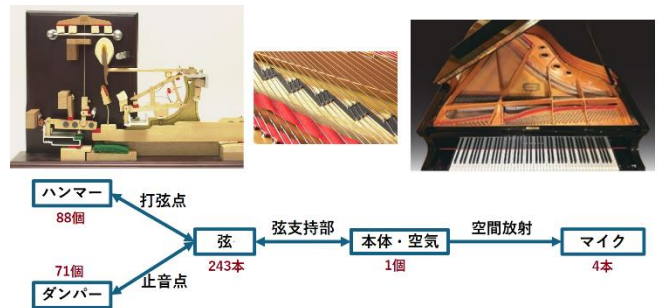 ハンマー
88個
打弦点
71個
ダンパー
止音点
弦
243本
弦支持部
本体・空気
1個
空間放射
マイク
4本